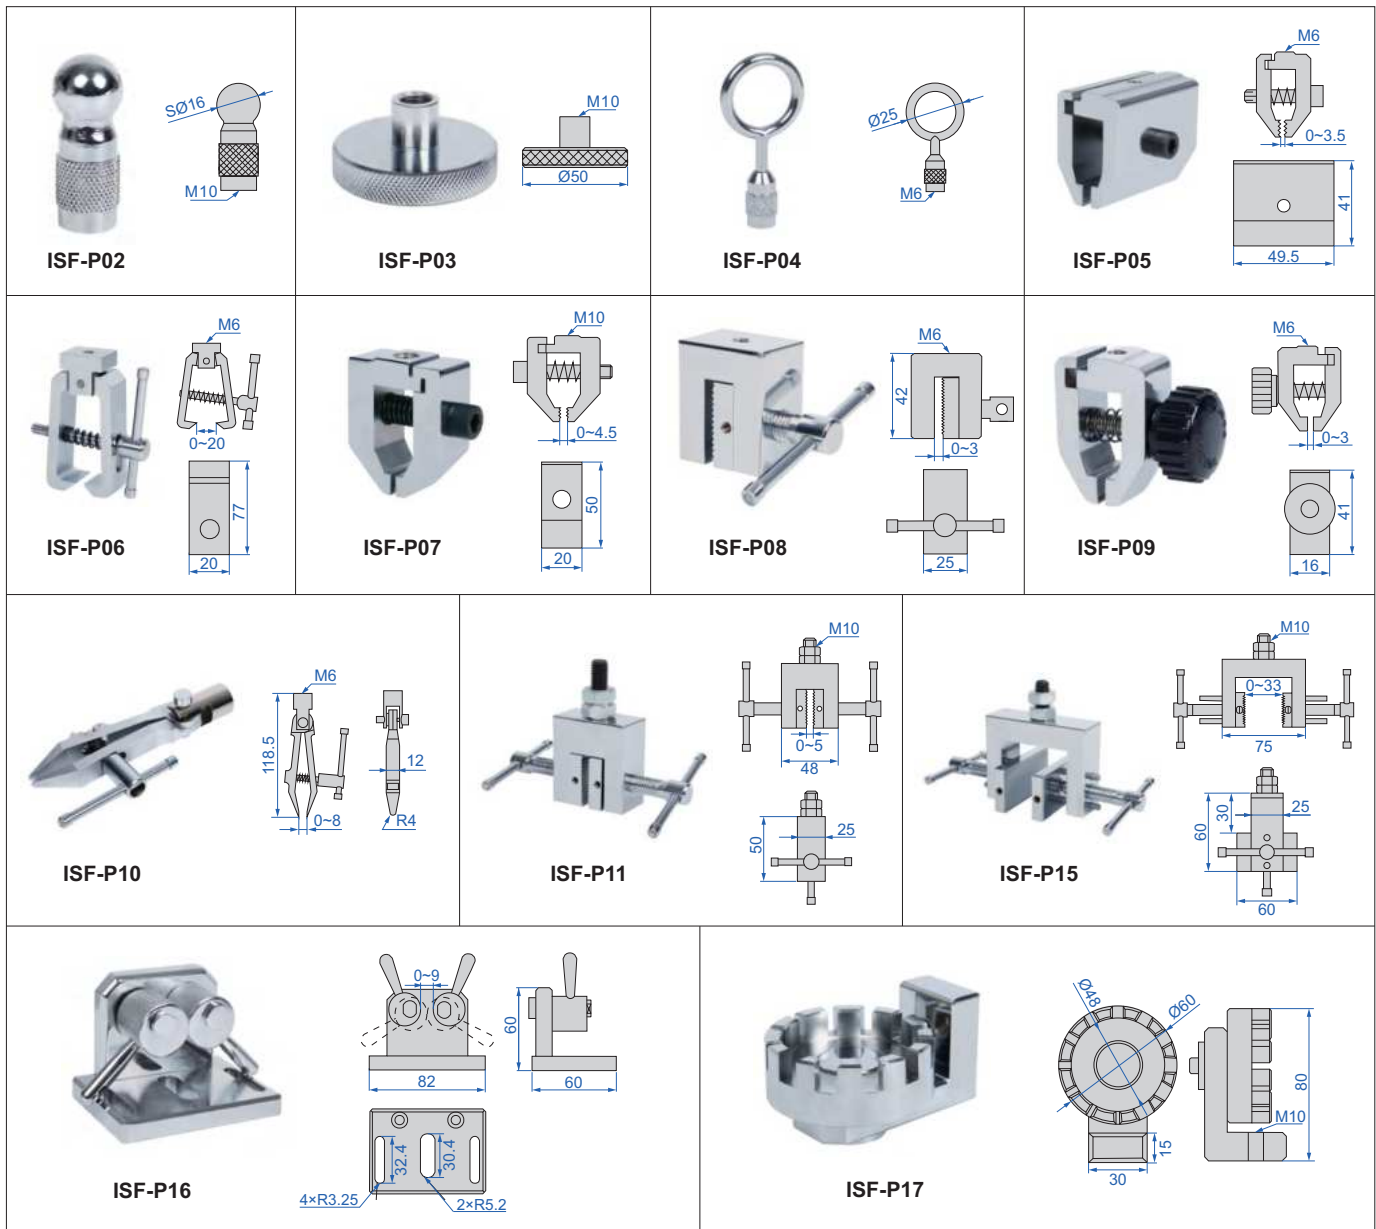 SØ16
M10
ISF-P02
M10
Ø50
ISF-P03
Ø25
M6
ISF-P04
M6
0~3.5
41
49.5
ISF-P05
M6
0~20
77
20
ISF-P06
M10
0~4.5
50
20
ISF-P07
M6
42
0~3
25
ISF-P08
M6
0~3
41
16
ISF-P09
M6
118.5
12
0~8
R4
ISF-P10
M10
0~5
48
50
25
ISF-P11
M10
0~33
75
60
30
25
60
ISF-P15
0~9
82
60
60
32.4
30.4
4×R3.25
2×R5.2
ISF-P16
Ø48
Ø60
15
30
80
M10
ISF-P17